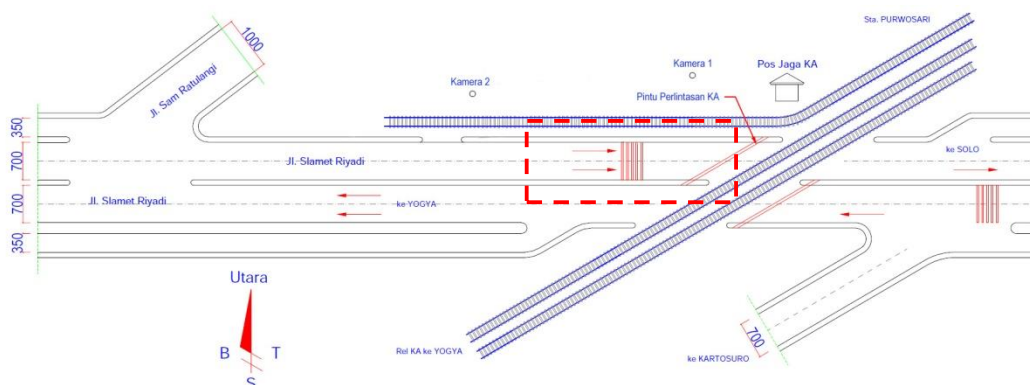 Sta. PURWOSARI
1000
Jl. Sam Ratulangi
Kamera 2
Kamera 1
Pos Jaga KA
Pintu Perlintasan KA
350
700
700
350
Jl. Slamet Riyadi
ke SOLO
Jl. Slamet Riyadi
ke YOGYA
Utara
B
T
S
Rel KA ke YOGYA
700
ke KARTOSURO